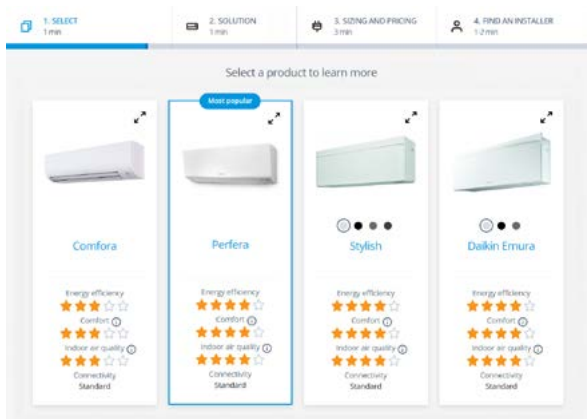 1. SELECT
1 min
2. SOLUTION
1 min
3. SIZING AND PRICING
3 min
4. FIND AN INSTALLER
1-2 min
Select a product to learn more
Most popular
Comfora
Energy efficiency
Comfort
Indoor air quality
Connectivity
Standard
Perfera
Energy efficiency
Comfort
Indoor air quality
Connectivity
Standard
Stylish
Energy efficiency
Comfort
Indoor air quality
Connectivity
Standard
Daikin Emura
Energy efficiency
Comfort
Indoor air quality
Connectivity
Standard